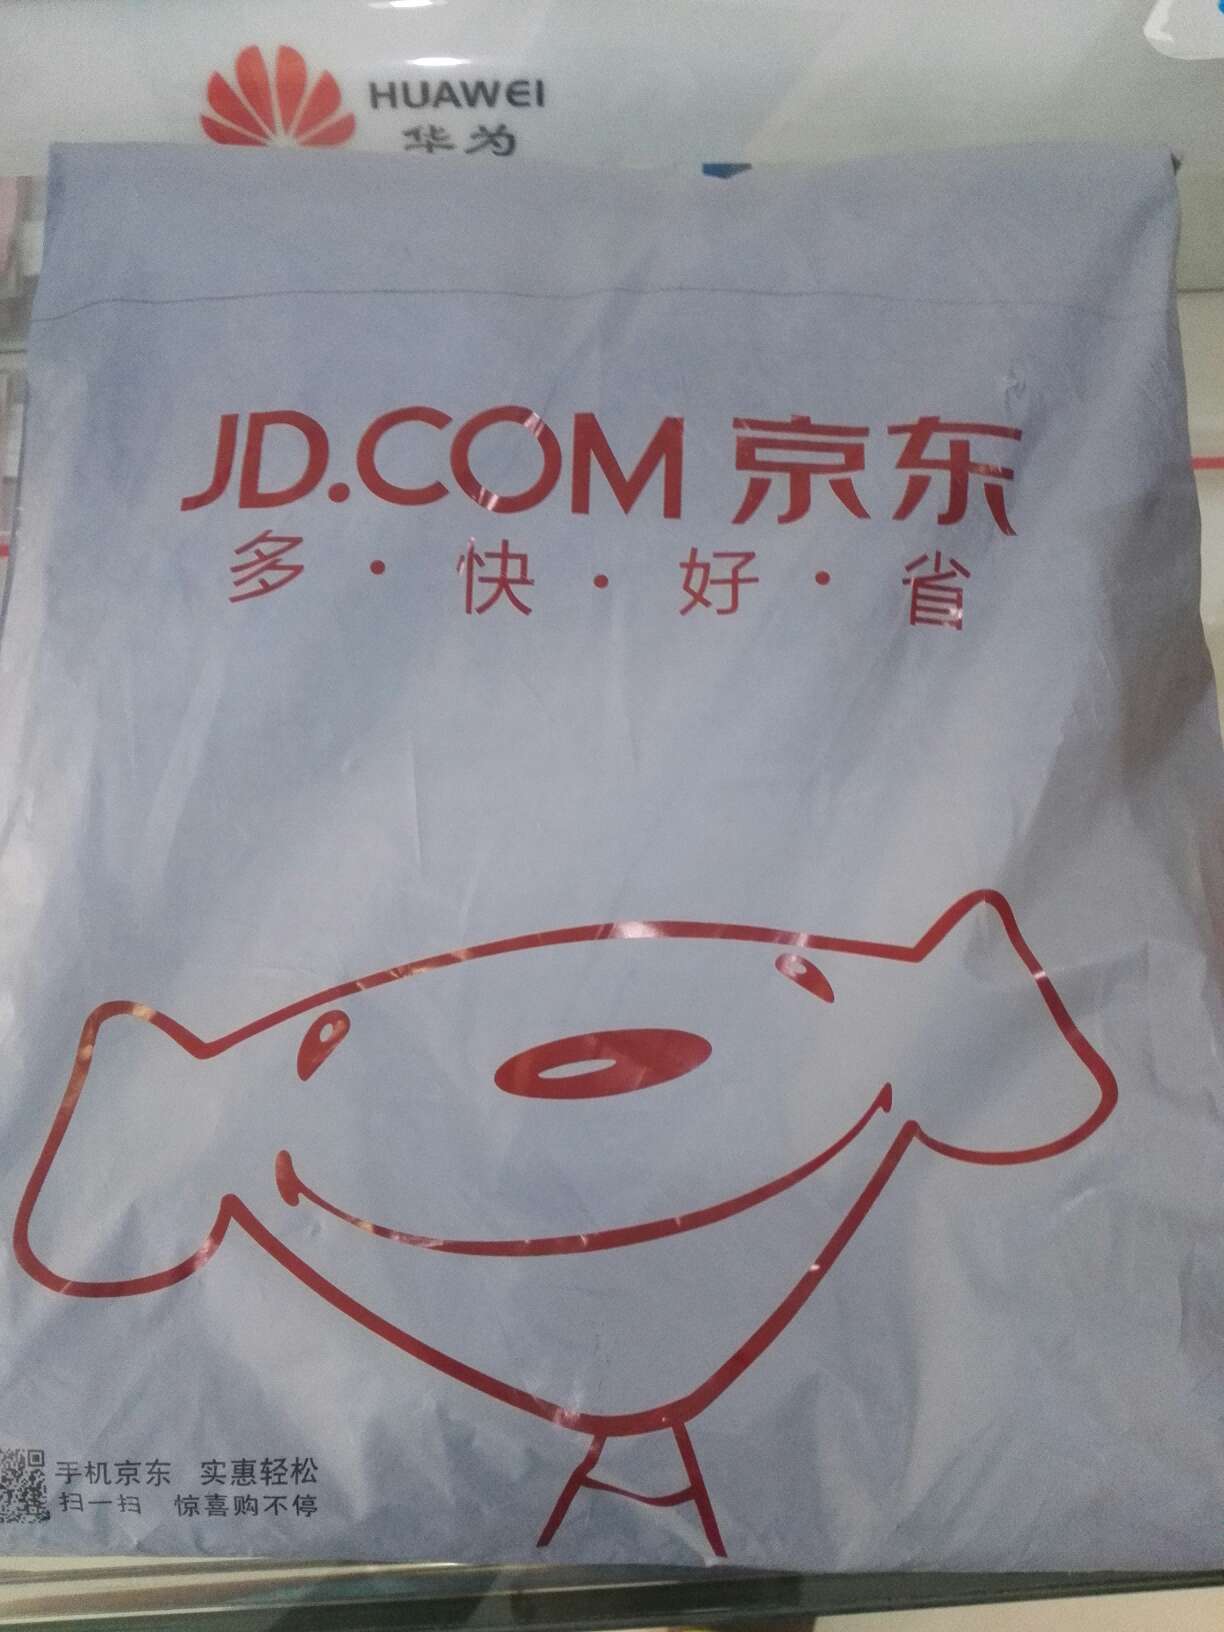 HUAWEI
华为
JD.COM 京东
多·快·好·省
手机京东 实惠轻松
扫一扫 惊喜购不停